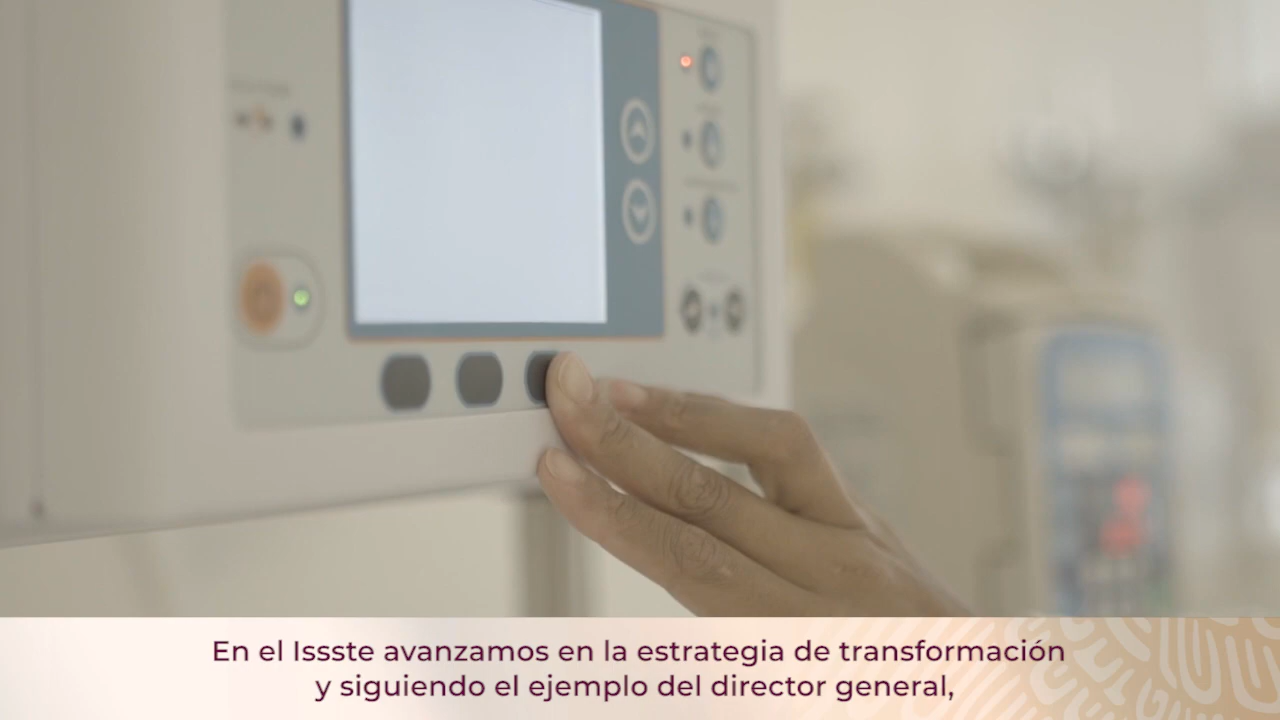 En el Issste avanzamos en la estrategia de transformación
y siguiendo el ejemplo del director general,